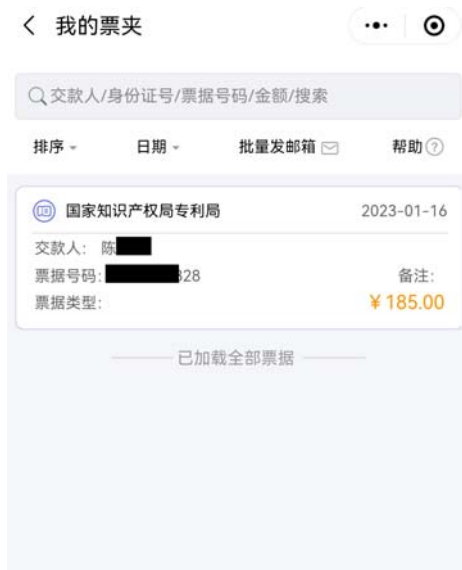 我的票夹
交款人/身份证号/票据号码/金额/搜索
排序 日期 批量发邮箱 帮助?
国家知识产权局专利局 2023-01-16
交款人: 陈
票据号码: 328 备注:
票据类型: ¥185.00
已加载全部票据